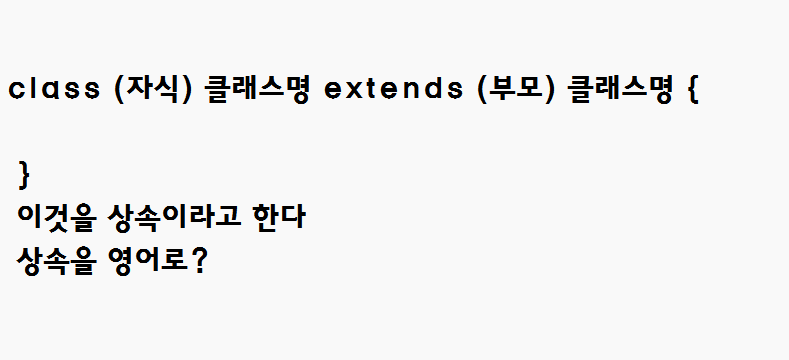 class (자식) 클래스명 extends (부모) 클래스명 {
}
이것을 상속이라고 한다
상속을 영어로?